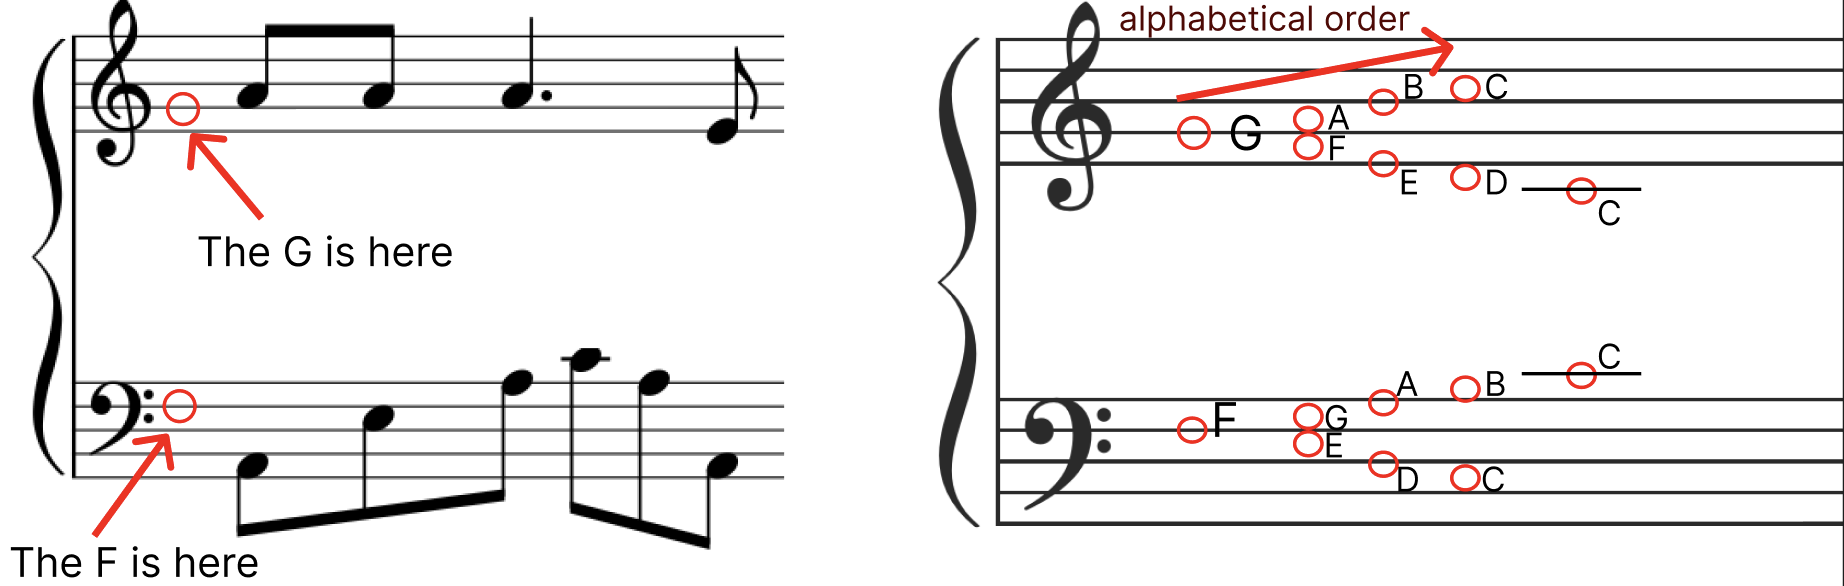 The G is here
The F is here
alphabetical order
B
C
A
G
F
E
D
C
C
A
B
F
G
E
D
C